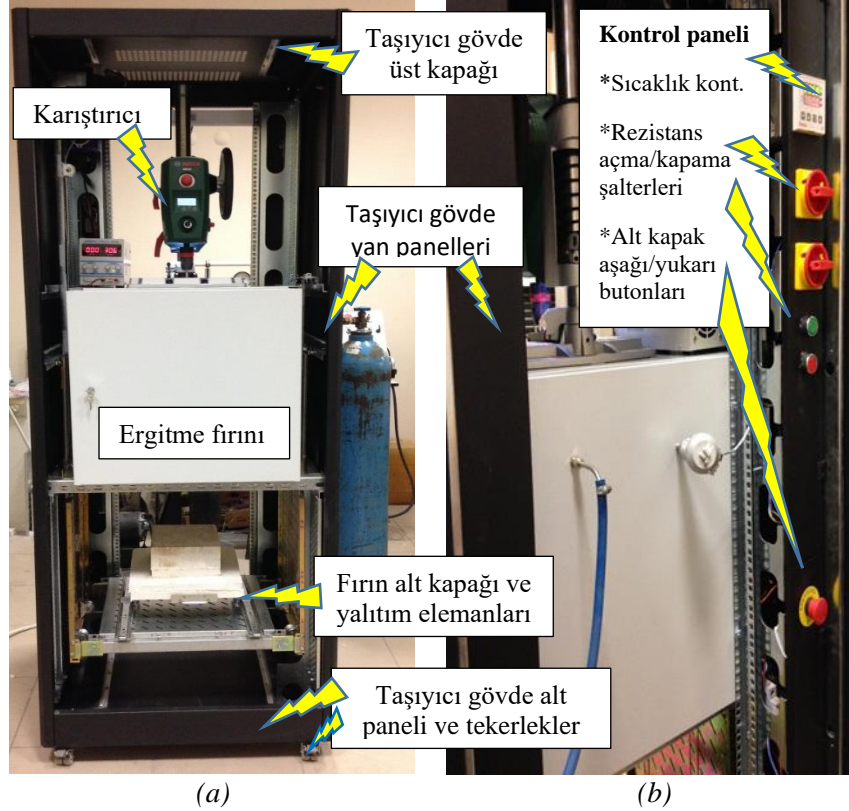 Taşıyıcı gövde
üst kapağı
Karıştırıcı
Taşıyıcı gövde
yan panelleri
Ergitme fırını
Fırın alt kapağı ve
yalıtım elemanları
Taşıyıcı gövde alt
paneli ve tekerlekler
(a)
Kontrol paneli
*Sıcaklık kont.
*Rezistans
açma/kapama
şalterleri
*Alt kapak
aşağı/yukarı
butonları
(b)